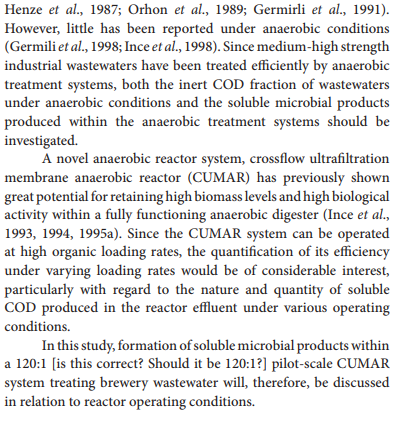 Henze et al., 1987; Orhon et al., 1989; Germirli et al., 1991).
However, little has been reported under anaerobic conditions
(Germili et al., 1998; Ince et al., 1998). Since medium-high strength
industrial wastewaters have been treated efficiently by anaerobic
treatment systems, both the inert COD fraction of wastewaters
under anaerobic conditions and the soluble microbial products
produced within the anaerobic treatment systems should be
investigated.
A novel anaerobic reactor system, crossflow ultrafiltration
membrane anaerobic reactor (CUMAR) has previously shown
great potential for retaining high biomass levels and high biological
activity within a fully functioning anaerobic digester (Ince et al.,
1993, 1994, 1995a). Since the CUMAR system can be operated
at high organic loading rates, the quantification of its efficiency
under varying loading rates would be of considerable interest,
particularly with regard to the nature and quantity of soluble
COD produced in the reactor effluent under various operating
conditions.
In this study, formation of soluble microbial products within
a 120:1 [is this correct? Should it be 120:1?] pilot-scale CUMAR
system treating brewery wastewater will, therefore, be discussed
in relation to reactor operating conditions.